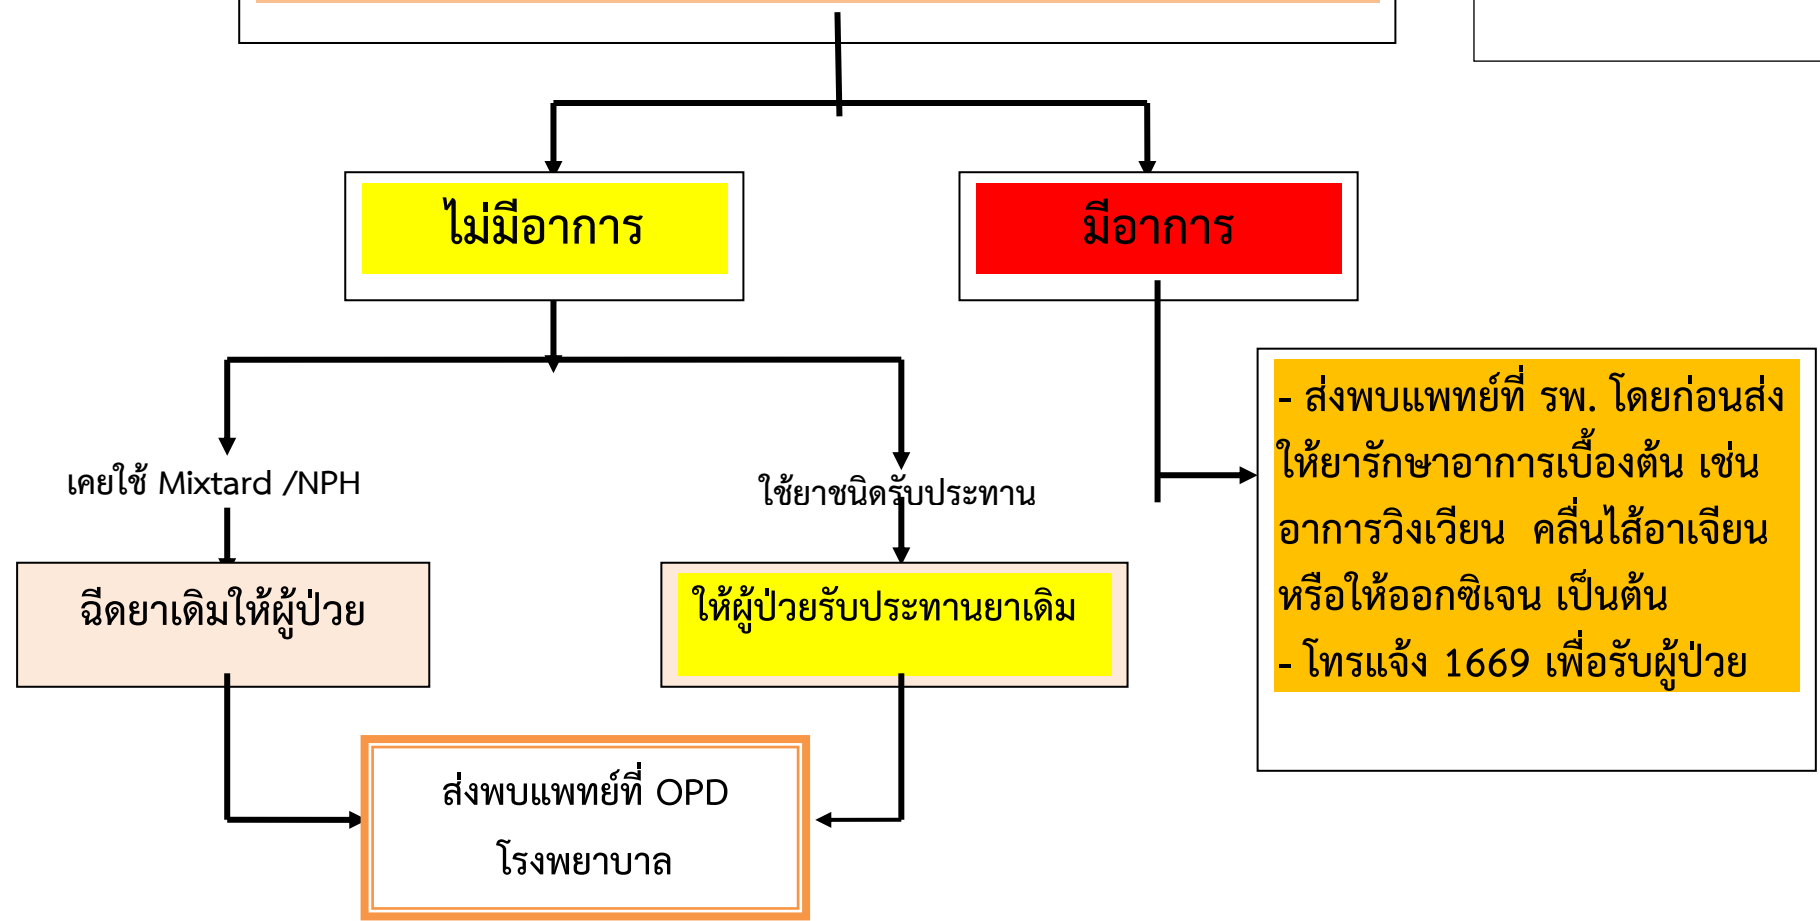 ไม่มีอาการ
มีอาการ
เคยใช้ Mixtard /NPH
ใช้ยาชนิดรับประทาน
ฉีดยาเดิมให้ผู้ป่วย
ให้ผู้ป่วยรับประทานยาเดิม
- ส่งพบแพทย์ที่ รพ. โดยก่อนส่ง
ให้ยารักษาอาการเบื้องต้น เช่น
อาการวิงเวียน คลื่นไส้อาเจียน
หรือให้ออกซิเจน เป็นต้น
- โทรแจ้ง 1669 เพื่อรับผู้ป่วย
ส่งพบแพทย์ที่ OPD
โรงพยาบาล